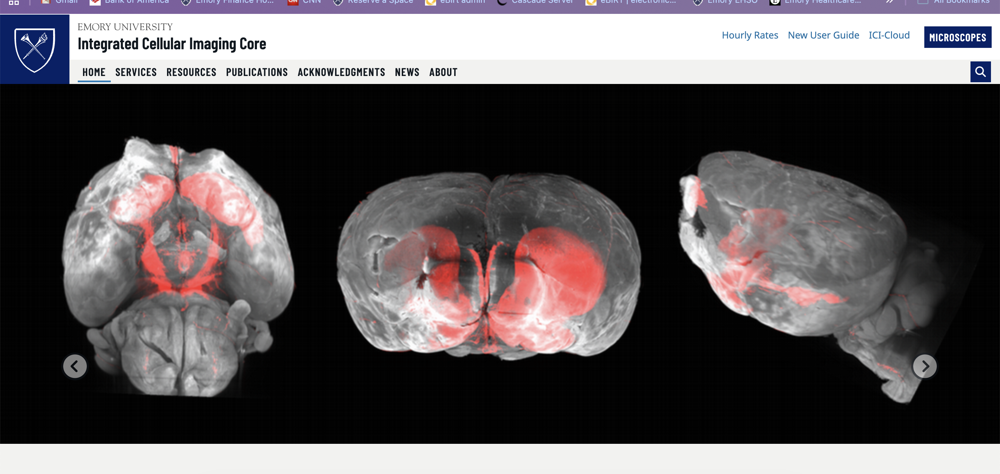 Gmail Bank of America Emory Finance Ho... CNN Reserve a Space eBirt admin Cascade Server eBIRT | electronic... Emory EHSO Emory Healthcare... All Bookmarks
EMORY UNIVERSITY
Integrated Cellular Imaging Core
Hourly Rates New User Guide ICI-Cloud MICROSCOPES
HOME SERVICES RESOURCES PUBLICATIONS ACKNOWLEDGMENTS NEWS ABOUT